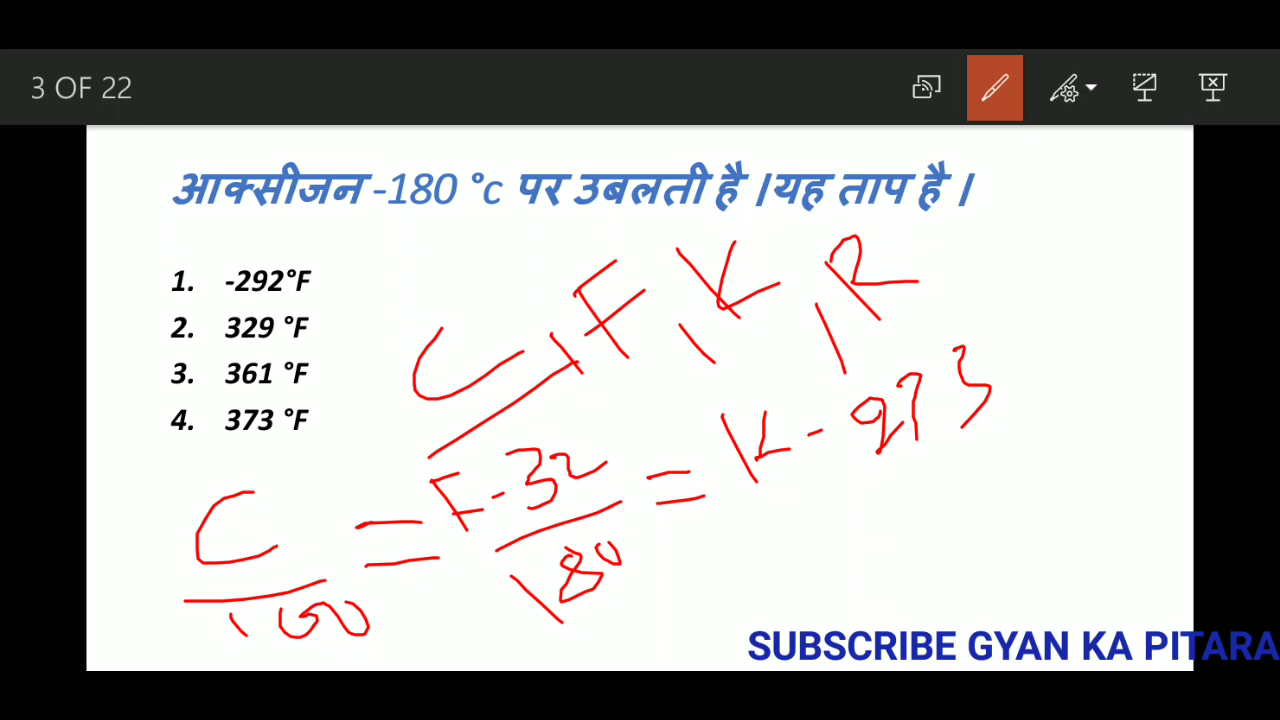 3 OF 22
आक्सीजन -180 °c पर उबलती है ।यह ताप है ।
1. -292°F
2. 329 °F
3. 361 °F
4. 373 °F
C, F, K, R
C/100 = F-32/180 = K-273
SUBSCRIBE GYAN KA PITARA